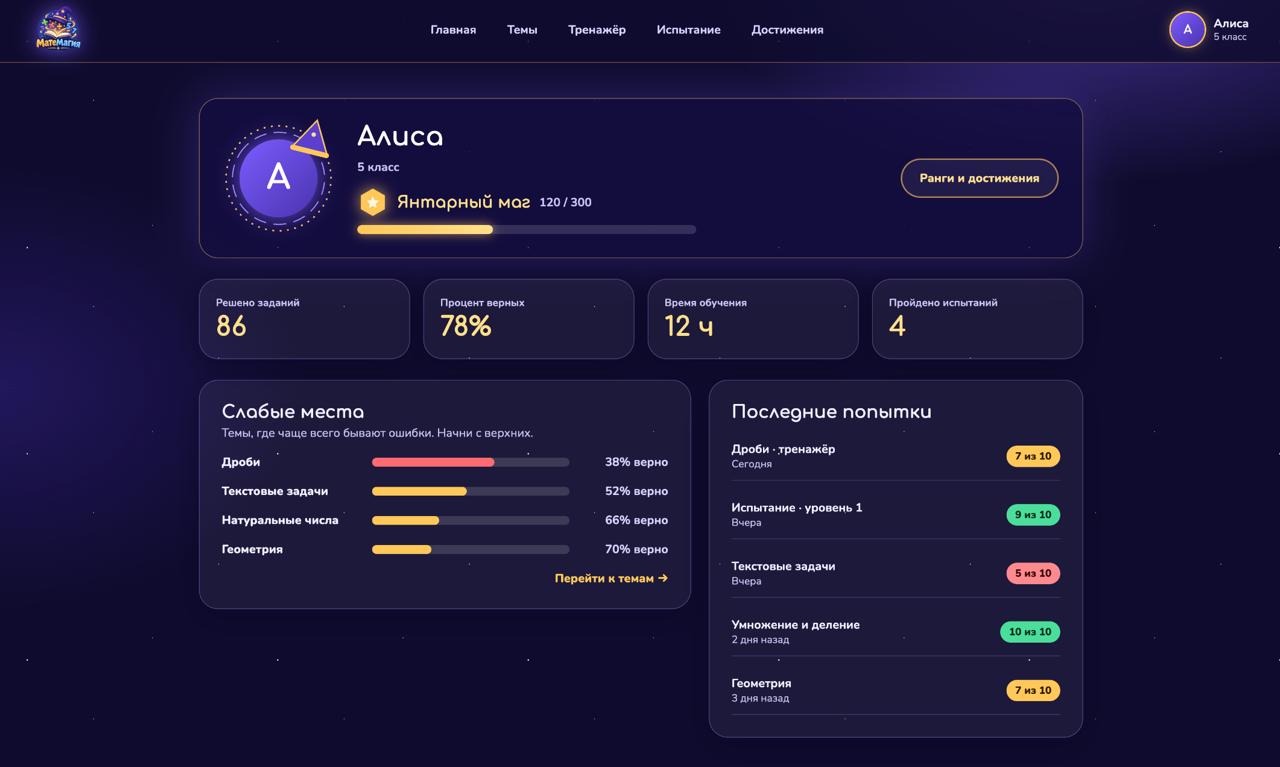 МатеМагия
Главная
Темы
Тренажёр
Испытание
Достижения
А
Алиса
5 класс
А
Алиса
5 класс
Янтарный маг 120 / 300
Ранги и достижения
Решено заданий
86
Процент верных
78%
Время обучения
12 ч
Пройдено испытаний
4
Слабые места
Темы, где чаще всего бывают ошибки. Начни с верхних.
Дроби 38% верно
Текстовые задачи 52% верно
Натуральные числа 66% верно
Геометрия 70% верно
Перейти к темам →
Последние попытки
Дроби · тренажёр
Сегодня
7 из 10
Испытание · уровень 1
Вчера
9 из 10
Текстовые задачи
Вчера
5 из 10
Умножение и деление
2 дня назад
10 из 10
Геометрия
3 дня назад
7 из 10